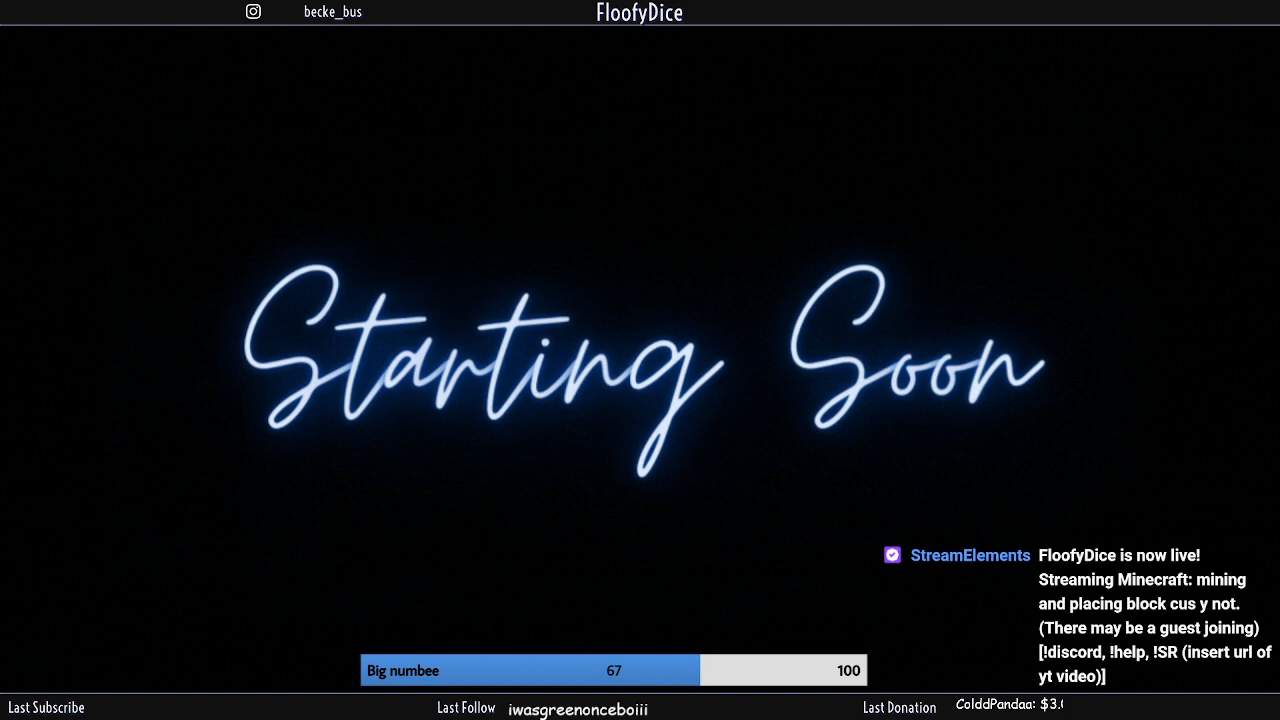 becke_bus
FloofyDice
Starting Soon
StreamElements FloofyDice is now live!
Streaming Minecraft: mining
and placing block cus y not.
(There may be a guest joining)
[!discord, !help, !SR (insert url of
yt video)]
Big numbee 67 100
Last Subscribe
Last Follow iwasgreenonceboiii
Last Donation ColddPandaa: $3.